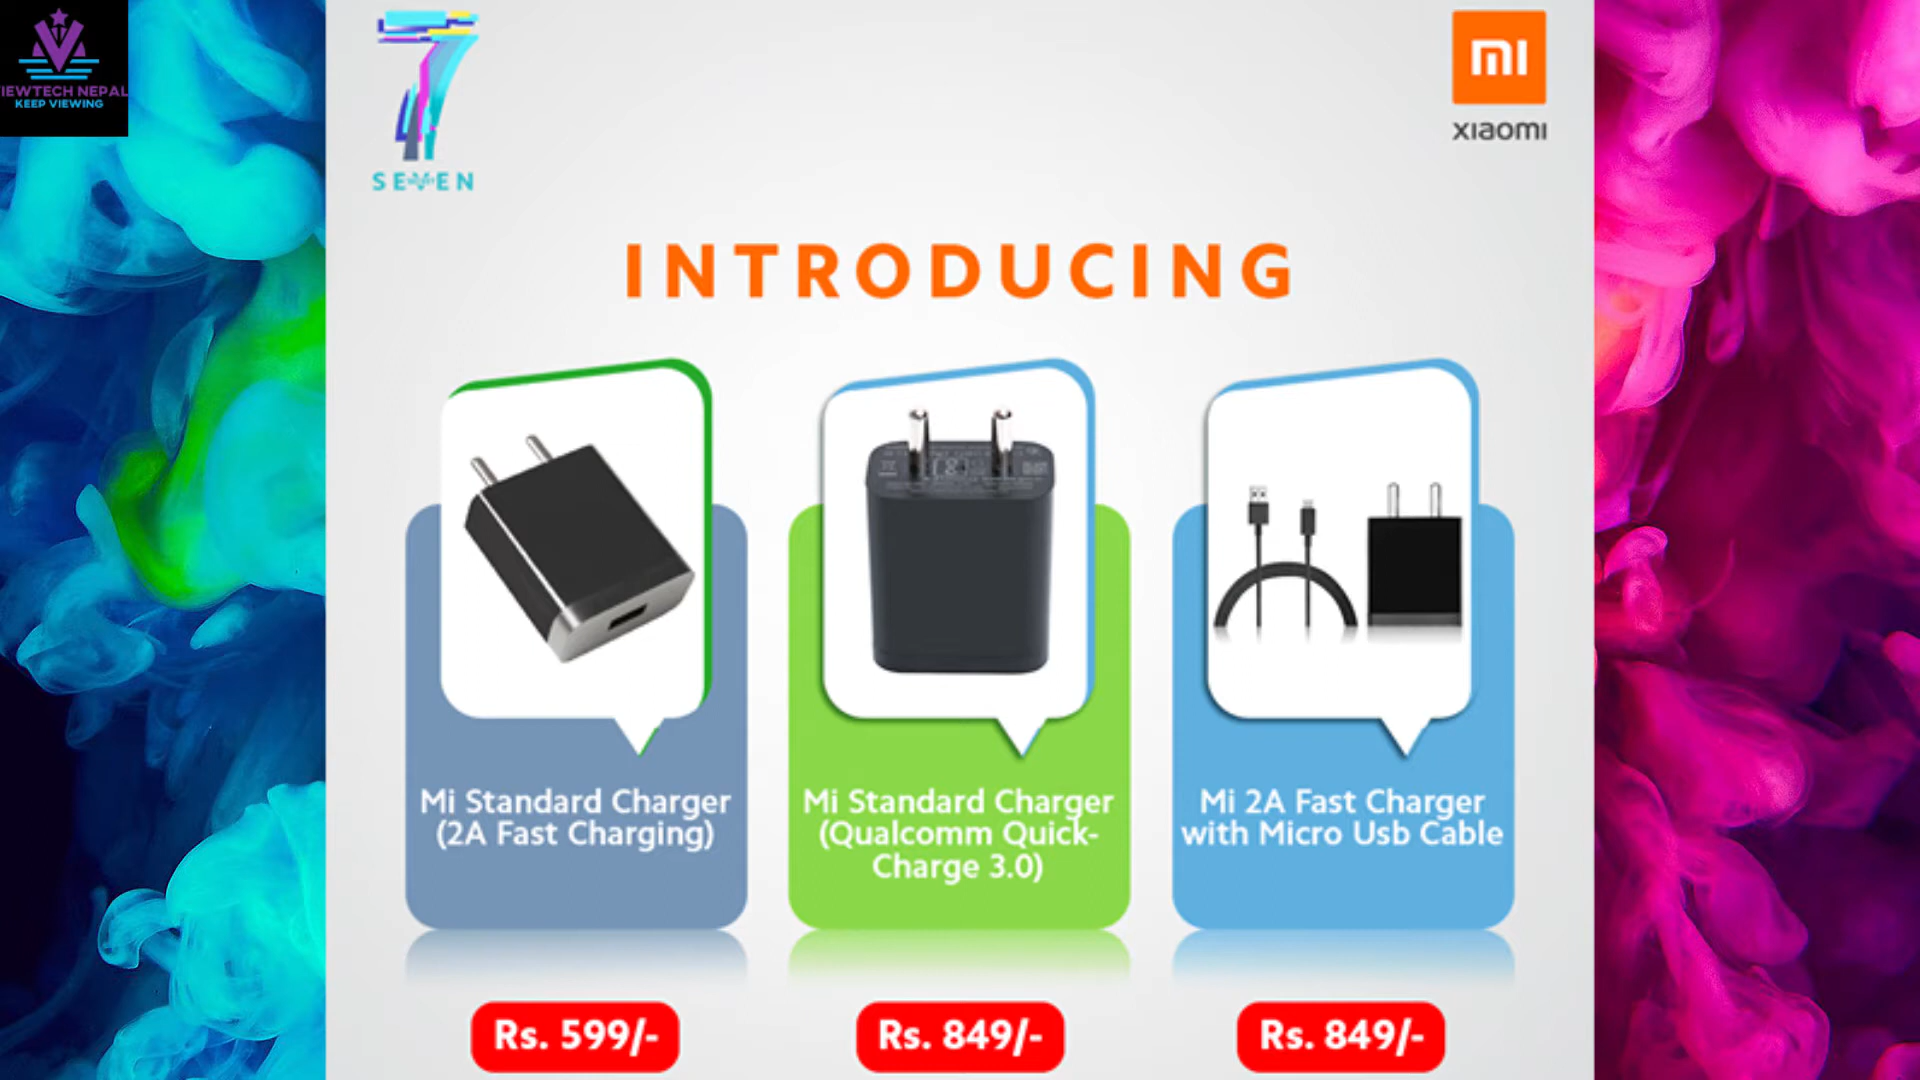 IEWTECH NEPAL
KEEP VIEWING
7
SEVEN
mi
xiaomi
INTRODUCING
Mi Standard Charger
(2A Fast Charging)
Rs. 599/-
Mi Standard Charger
(Qualcomm Quick-
Charge 3.0)
Rs. 849/-
Mi 2A Fast Charger
with Micro Usb Cable
Rs. 849/-